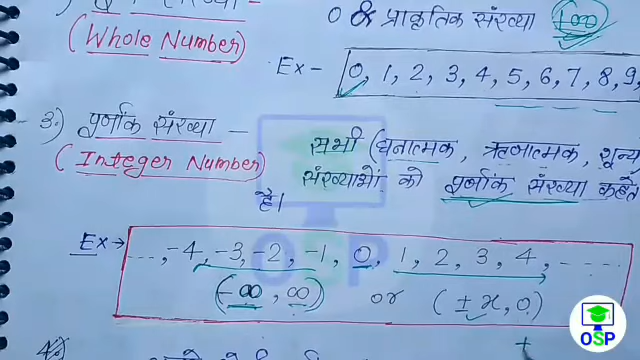 0 & प्राकृतिक संख्या +∞
(Whole Number)
Ex- 0, 1, 2, 3, 4, 5, 6, 7, 8, 9,
3.) पूर्णांक संख्या -
(Integer Number)
सभी (धनात्मक, ऋणात्मक, शून्य
संख्याओं को पूर्णांक संख्या कहते
है।
Ex→ ..., -4, -3, -2, -1, 0, 1, 2, 3, 4, ......
(-∞, ∞) or (± x, 0)
+
OSP
OSP